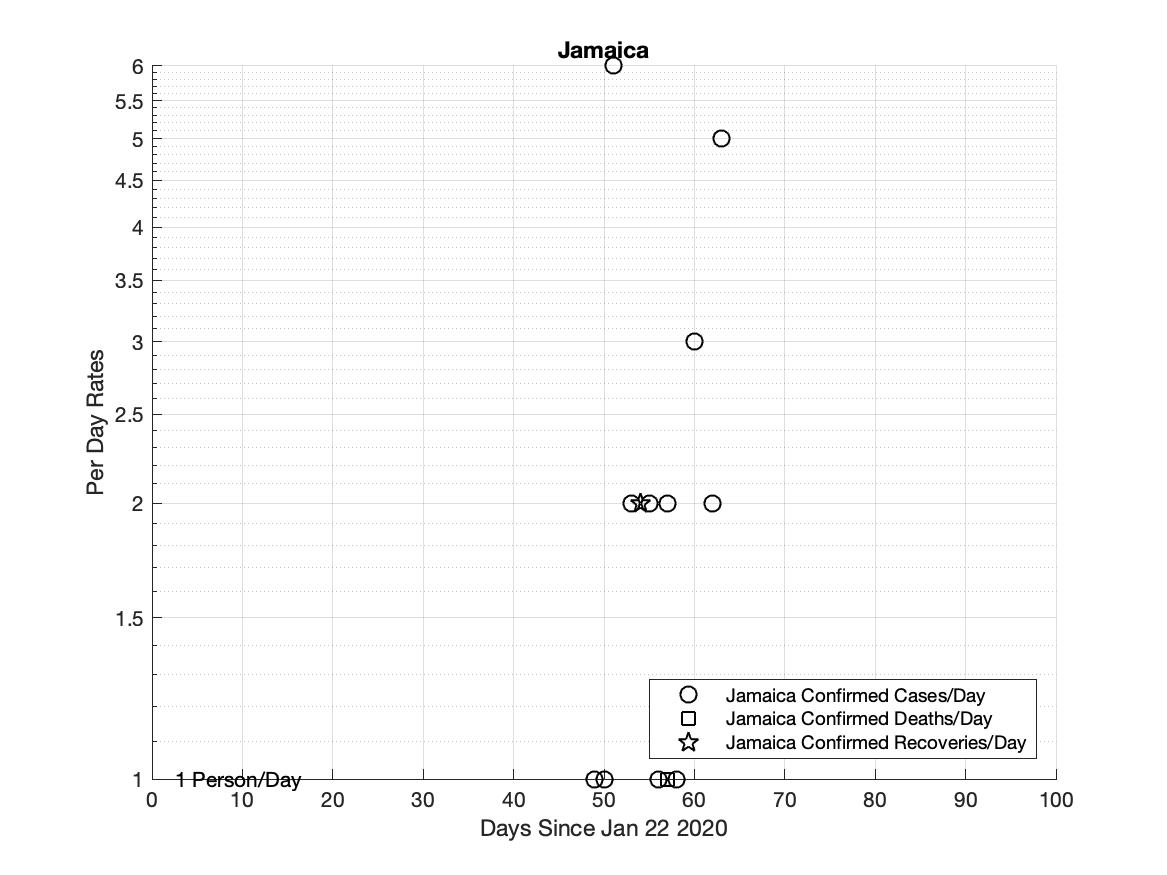 Jamaica
6
5.5
5
4.5
4
3.5
3
2.5
2
1.5
1
Per Day Rates
1 Person/Day
Jamaica Confirmed Cases/Day
Jamaica Confirmed Deaths/Day
Jamaica Confirmed Recoveries/Day
0 10 20 30 40 50 60 70 80 90 100
Days Since Jan 22 2020